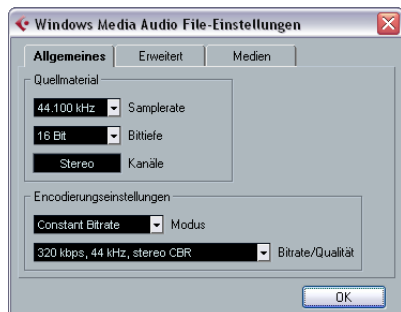 Windows Media Audio File-Einstellungen
Allgemeines Erweitert Medien
Quellmaterial
44.100 kHz Samplerate
16 Bit Bittiefe
Stereo Kanäle
Encodierungseinstellungen
Constant Bitrate Modus
320 kbps, 44 kHz, stereo CBR Bitrate/Qualität
OK